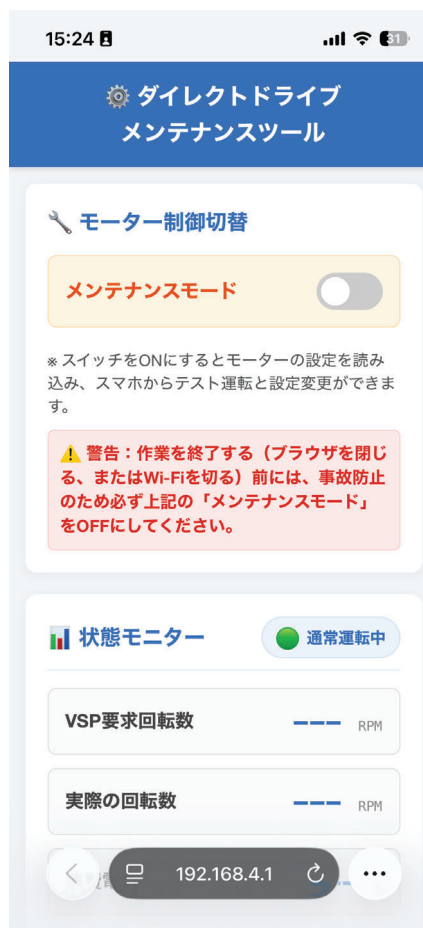 15:24
31
ダイレクトドライブ
メンテナンスツール
モーター制御切替
メンテナンスモード
※ スイッチをONにするとモーターの設定を読み
込み、スマホからテスト運転と設定変更ができま
す。
警告：作業を終了する（ブラウザを閉じ
る、またはWi-Fiを切る）前には、事故防止
のため必ず上記の「メンテナンスモード」
をOFFにしてください。
状態モニター
通常運転中
VSP要求回転数
--- RPM
実際の回転数
--- RPM
192.168.4.1